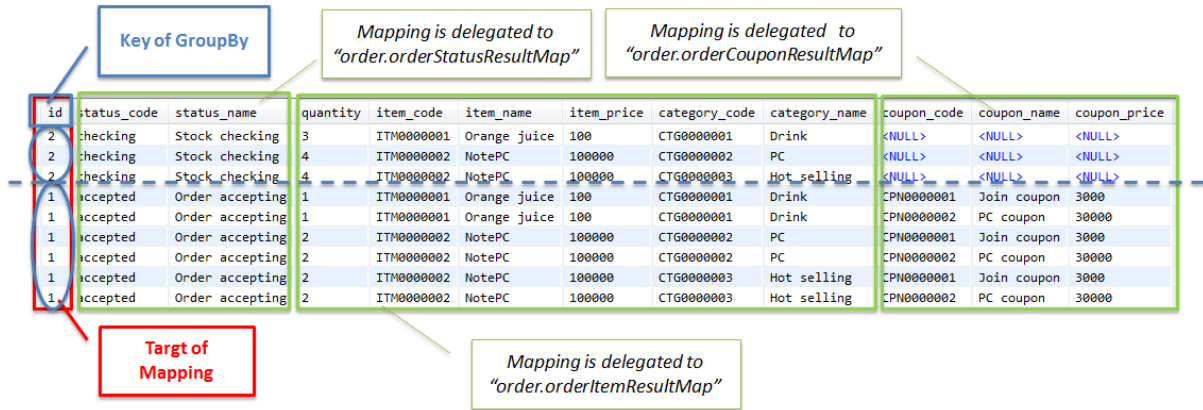 Key of GroupBy
Mapping is delegated to
“order.orderStatusResultMap”
Mapping is delegated to
“order.orderCouponResultMap”
id status_code status_name quantity item_code item_name item_price category_code category_name coupon_code coupon_name coupon_price
2 checking Stock checking 3 ITM0000001 Orange juice 100 CTG0000001 Drink <NULL> <NULL> <NULL>
2 checking Stock checking 4 ITM0000002 NotePC 100000 CTG0000002 PC <NULL> <NULL> <NULL>
2 checking Stock checking 4 ITM0000002 NotePC 100000 CTG0000003 Hot selling <NULL> <NULL> <NULL>
1 accepted Order accepting 1 ITM0000001 Orange juice 100 CTG0000001 Drink CPN0000001 Join coupon 3000
1 accepted Order accepting 1 ITM0000001 Orange juice 100 CTG0000001 Drink CPN0000002 PC coupon 30000
1 accepted Order accepting 2 ITM0000002 NotePC 100000 CTG0000002 PC CPN0000001 Join coupon 3000
1 accepted Order accepting 2 ITM0000002 NotePC 100000 CTG0000002 PC CPN0000002 PC coupon 30000
1 accepted Order accepting 2 ITM0000002 NotePC 100000 CTG0000003 Hot selling CPN0000001 Join coupon 3000
1 accepted Order accepting 2 ITM0000002 NotePC 100000 CTG0000003 Hot selling CPN0000002 PC coupon 30000
Targt of
Mapping
Mapping is delegated to
“order.orderItemResultMap”